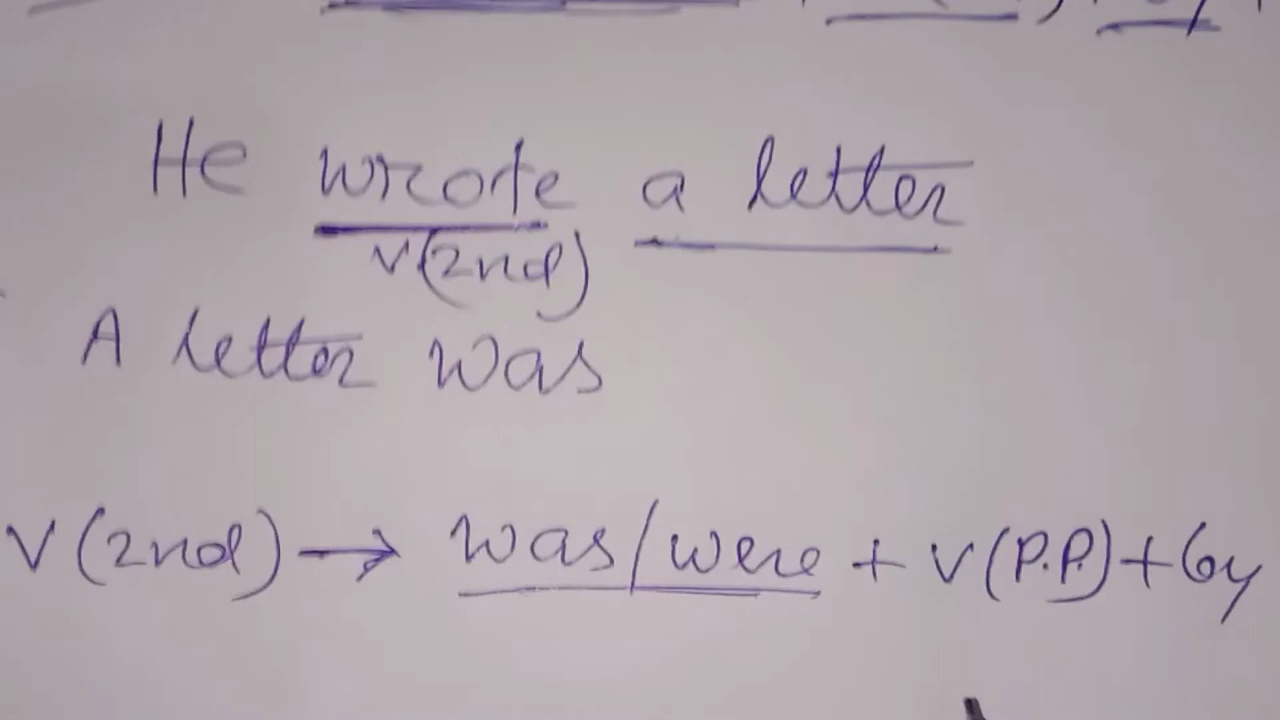 He wrote a letter
v(2nd)
A letter was
V(2nd) → was/were + V(P.P) + by